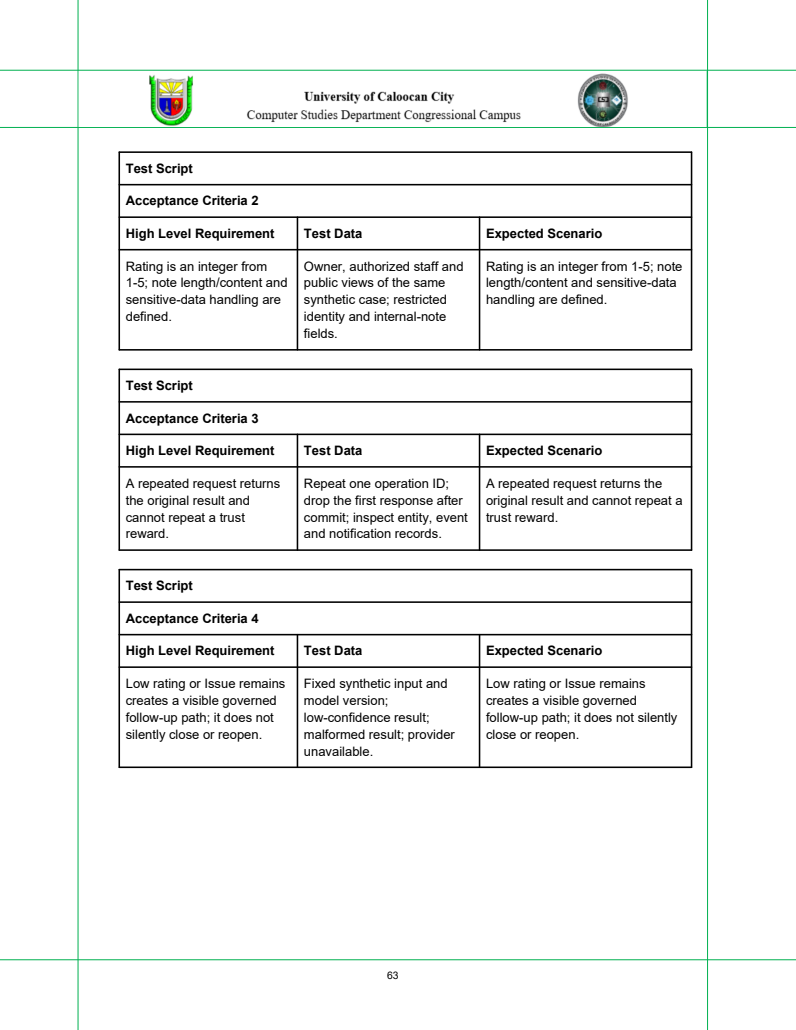 University of Caloocan City
Computer Studies Department Congressional Campus
Test Script
Acceptance Criteria 2
High Level Requirement
Test Data
Expected Scenario
Rating is an integer from
1-5; note length/content and
sensitive-data handling are
defined.
Owner, authorized staff and
public views of the same
synthetic case; restricted
identity and internal-note
fields.
Rating is an integer from 1-5; note
length/content and sensitive-data
handling are defined.
Test Script
Acceptance Criteria 3
High Level Requirement
Test Data
Expected Scenario
A repeated request returns
the original result and
cannot repeat a trust
reward.
Repeat one operation ID;
drop the first response after
commit; inspect entity, event
and notification records.
A repeated request returns the
original result and cannot repeat a
trust reward.
Test Script
Acceptance Criteria 4
High Level Requirement
Test Data
Expected Scenario
Low rating or Issue remains
creates a visible governed
follow-up path; it does not
silently close or reopen.
Fixed synthetic input and
model version;
low-confidence result;
malformed result; provider
unavailable.
Low rating or Issue remains
creates a visible governed
follow-up path; it does not silently
close or reopen.
63